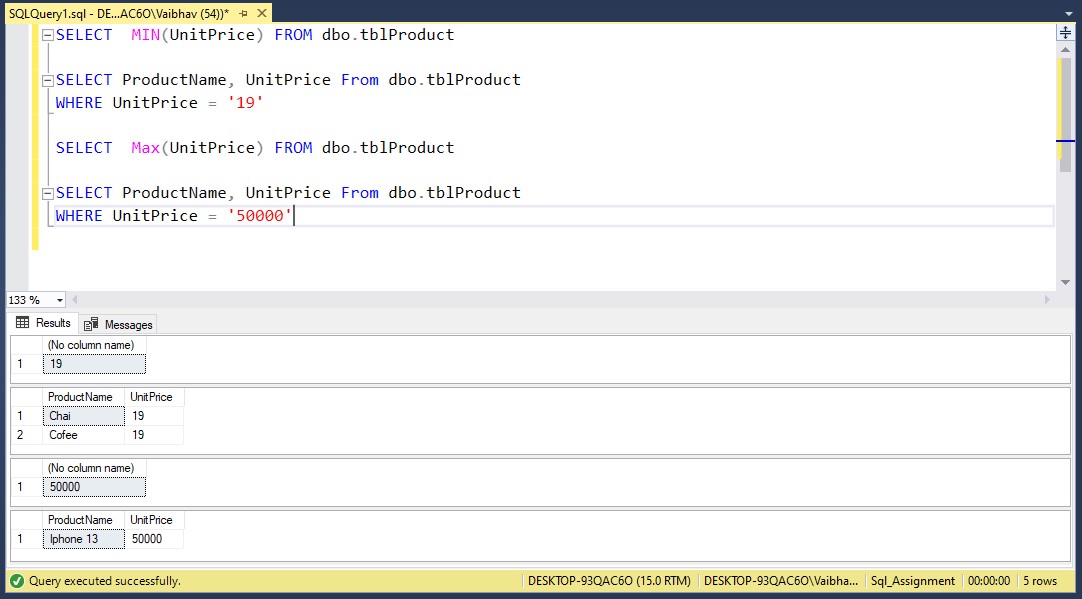 SQLQuery1.sql - DE...AC6O\Vaibhav (54))*
SELECT  MIN(UnitPrice) FROM dbo.tblProduct
SELECT ProductName, UnitPrice From dbo.tblProduct
WHERE UnitPrice = '19'
SELECT  Max(UnitPrice) FROM dbo.tblProduct
SELECT ProductName, UnitPrice From dbo.tblProduct
WHERE UnitPrice = '50000'
133 %
Results Messages
(No column name)
1 19
ProductName UnitPrice
1 Chai 19
2 Cofee 19
(No column name)
1 50000
ProductName UnitPrice
1 Iphone 13 50000
Query executed successfully. DESKTOP-93QAC6O (15.0 RTM) DESKTOP-93QAC6O\Vaibha... Sql_Assignment 00:00:00 5 rows